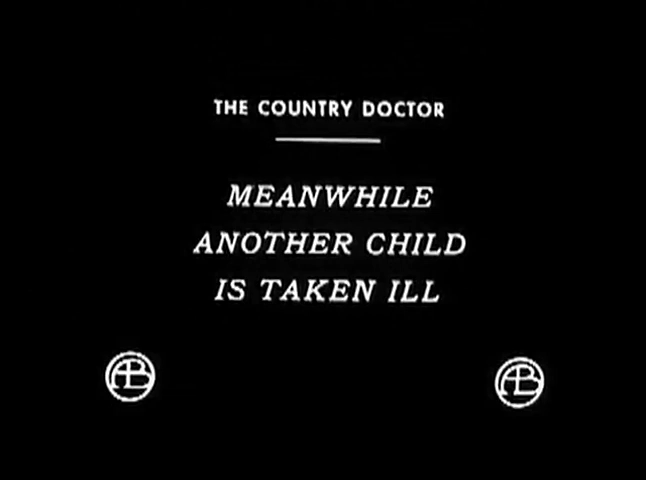 THE COUNTRY DOCTOR
MEANWHILE
ANOTHER CHILD
IS TAKEN ILL
AB
AB